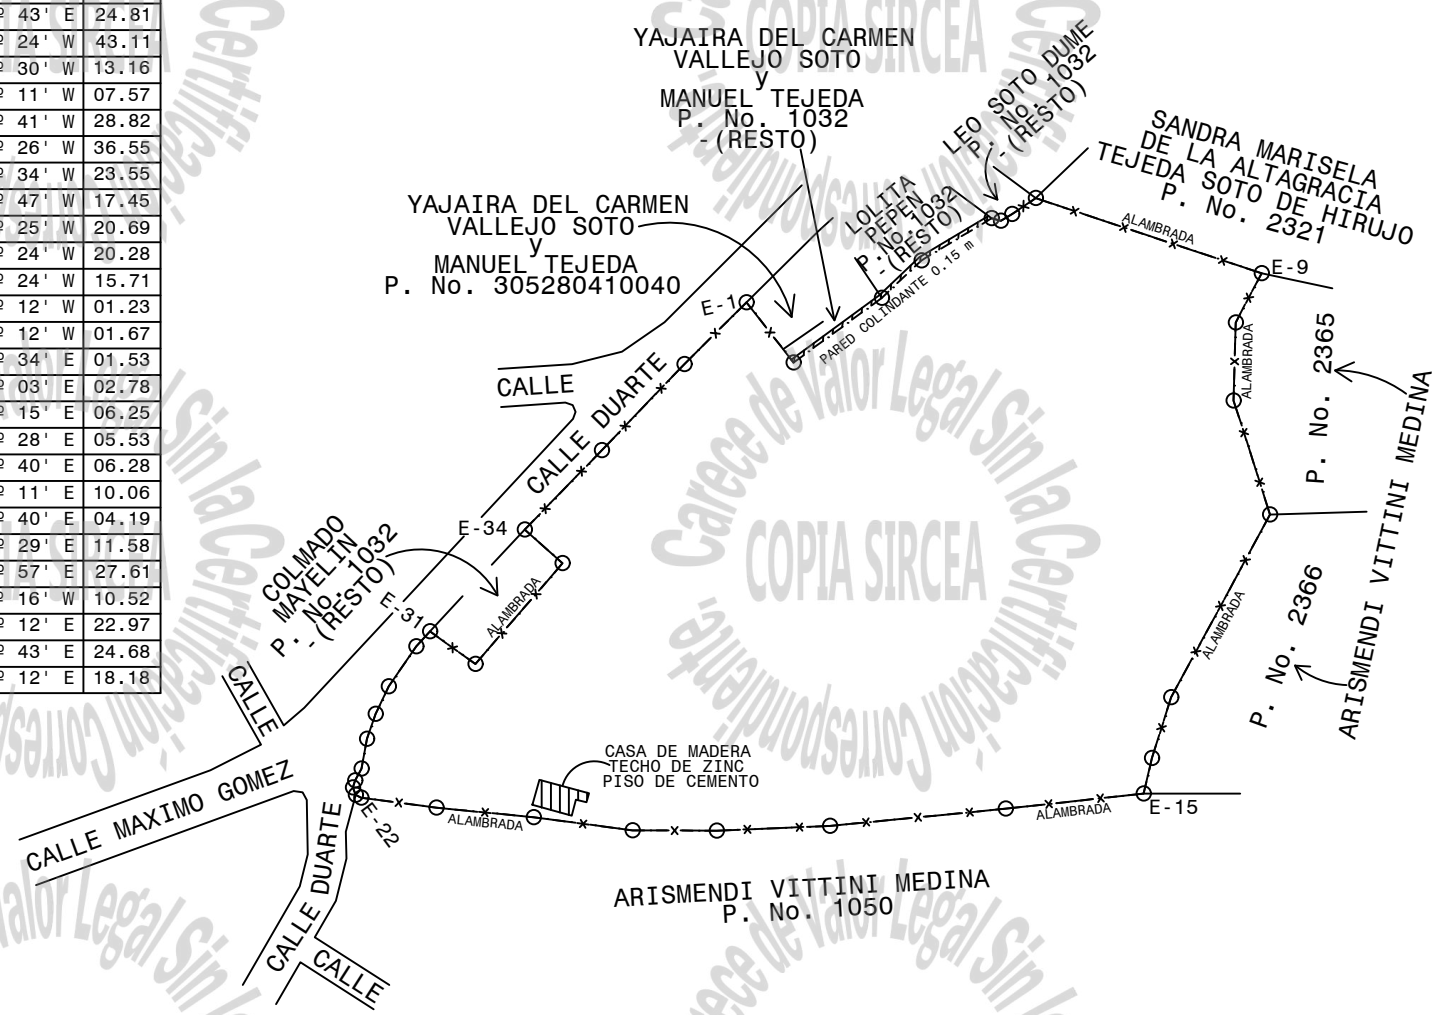 º 43' E 24.81
º 24' W 43.11
º 30' W 13.16
º 11' W 07.57
º 41' W 28.82
º 26' W 36.55
º 34' W 23.55
º 47' W 17.45
º 25' W 20.69
º 24' W 20.28
º 24' W 15.71
º 12' W 01.23
º 12' W 01.67
º 34' E 01.53
º 03' E 02.78
º 15' E 06.25
º 28' E 05.53
º 40' E 06.28
º 11' E 10.06
º 40' E 04.19
º 29' E 11.58
º 57' E 27.61
º 16' W 10.52
º 12' E 22.97
º 43' E 24.68
º 12' E 18.18
YAJAIRA DEL CARMEN
VALLEJO SOTO
y
MANUEL TEJEDA
P. No. 1032
-(RESTO)
LEO SOTO DUME
P. No. 1032
-(RESTO)
SANDRA MARISELA
DE LA ALTAGRACIA
TEJEDA SOTO DE HIRUJO
P. No. 2321
YAJAIRA DEL CARMEN
VALLEJO SOTO
y
MANUEL TEJEDA
P. No. 305280410040
LOLITA
PEPEN
P. No. 1032
-(RESTO)
ALAMBRADA
E-9
E-1
PARED COLINDANTE 0.15 m
CALLE
CALLE DUARTE
ALAMBRADA
P. No. 2365
ARISMENDI VITTINI MEDINA
E-34
COLMADO
MAYELIN
P. No. 1032
-(RESTO)
E-31
ALAMBRADA
ALAMBRADA
P. No. 2366
CALLE
CALLE MAXIMO GOMEZ
CASA DE MADERA
TECHO DE ZINC
PISO DE CEMENTO
E-22
ALAMBRADA
ALAMBRADA
E-15
CALLE DUARTE
ARISMENDI VITTINI MEDINA
P. No. 1050
CALLE
COPIA SIRCEA
COPIA SIRCEA
COPIA SIRCEA
Carece de Valor Legal Sin la Certificación Correspondiente